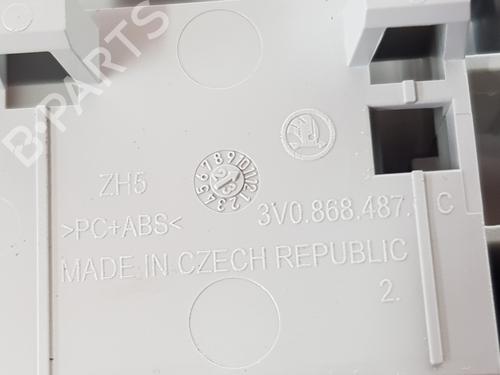 B-PARTS
ZH5
>PC+ABS<
3V0.868.487. C
MADE IN CZECH REPUBLIC
2.